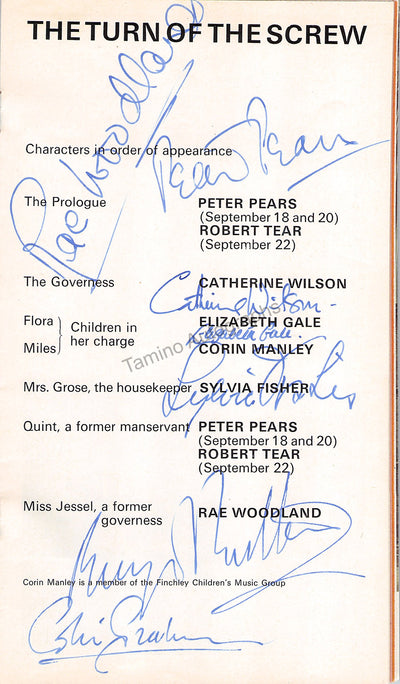 THE TURN OF THE SCREW
Rae Woodland
Peter Pears
Characters in order of appearance
The Prologue PETER PEARS
(September 18 and 20)
ROBERT TEAR
(September 22)
The Governess CATHERINE WILSON
Catherine Wilson
Flora } Children in ELIZABETH GALE
Elizabeth Gale
Miles } her charge CORIN MANLEY
Tamino
Mrs. Grose, the housekeeper SYLVIA FISHER
Sylvia Fisher
Quint, a former manservant PETER PEARS
(September 18 and 20)
ROBERT TEAR
(September 22)
Miss Jessel, a former RAE WOODLAND
governess
Corin Manley is a member of the Finchley Children's Music Group
Colin Graham